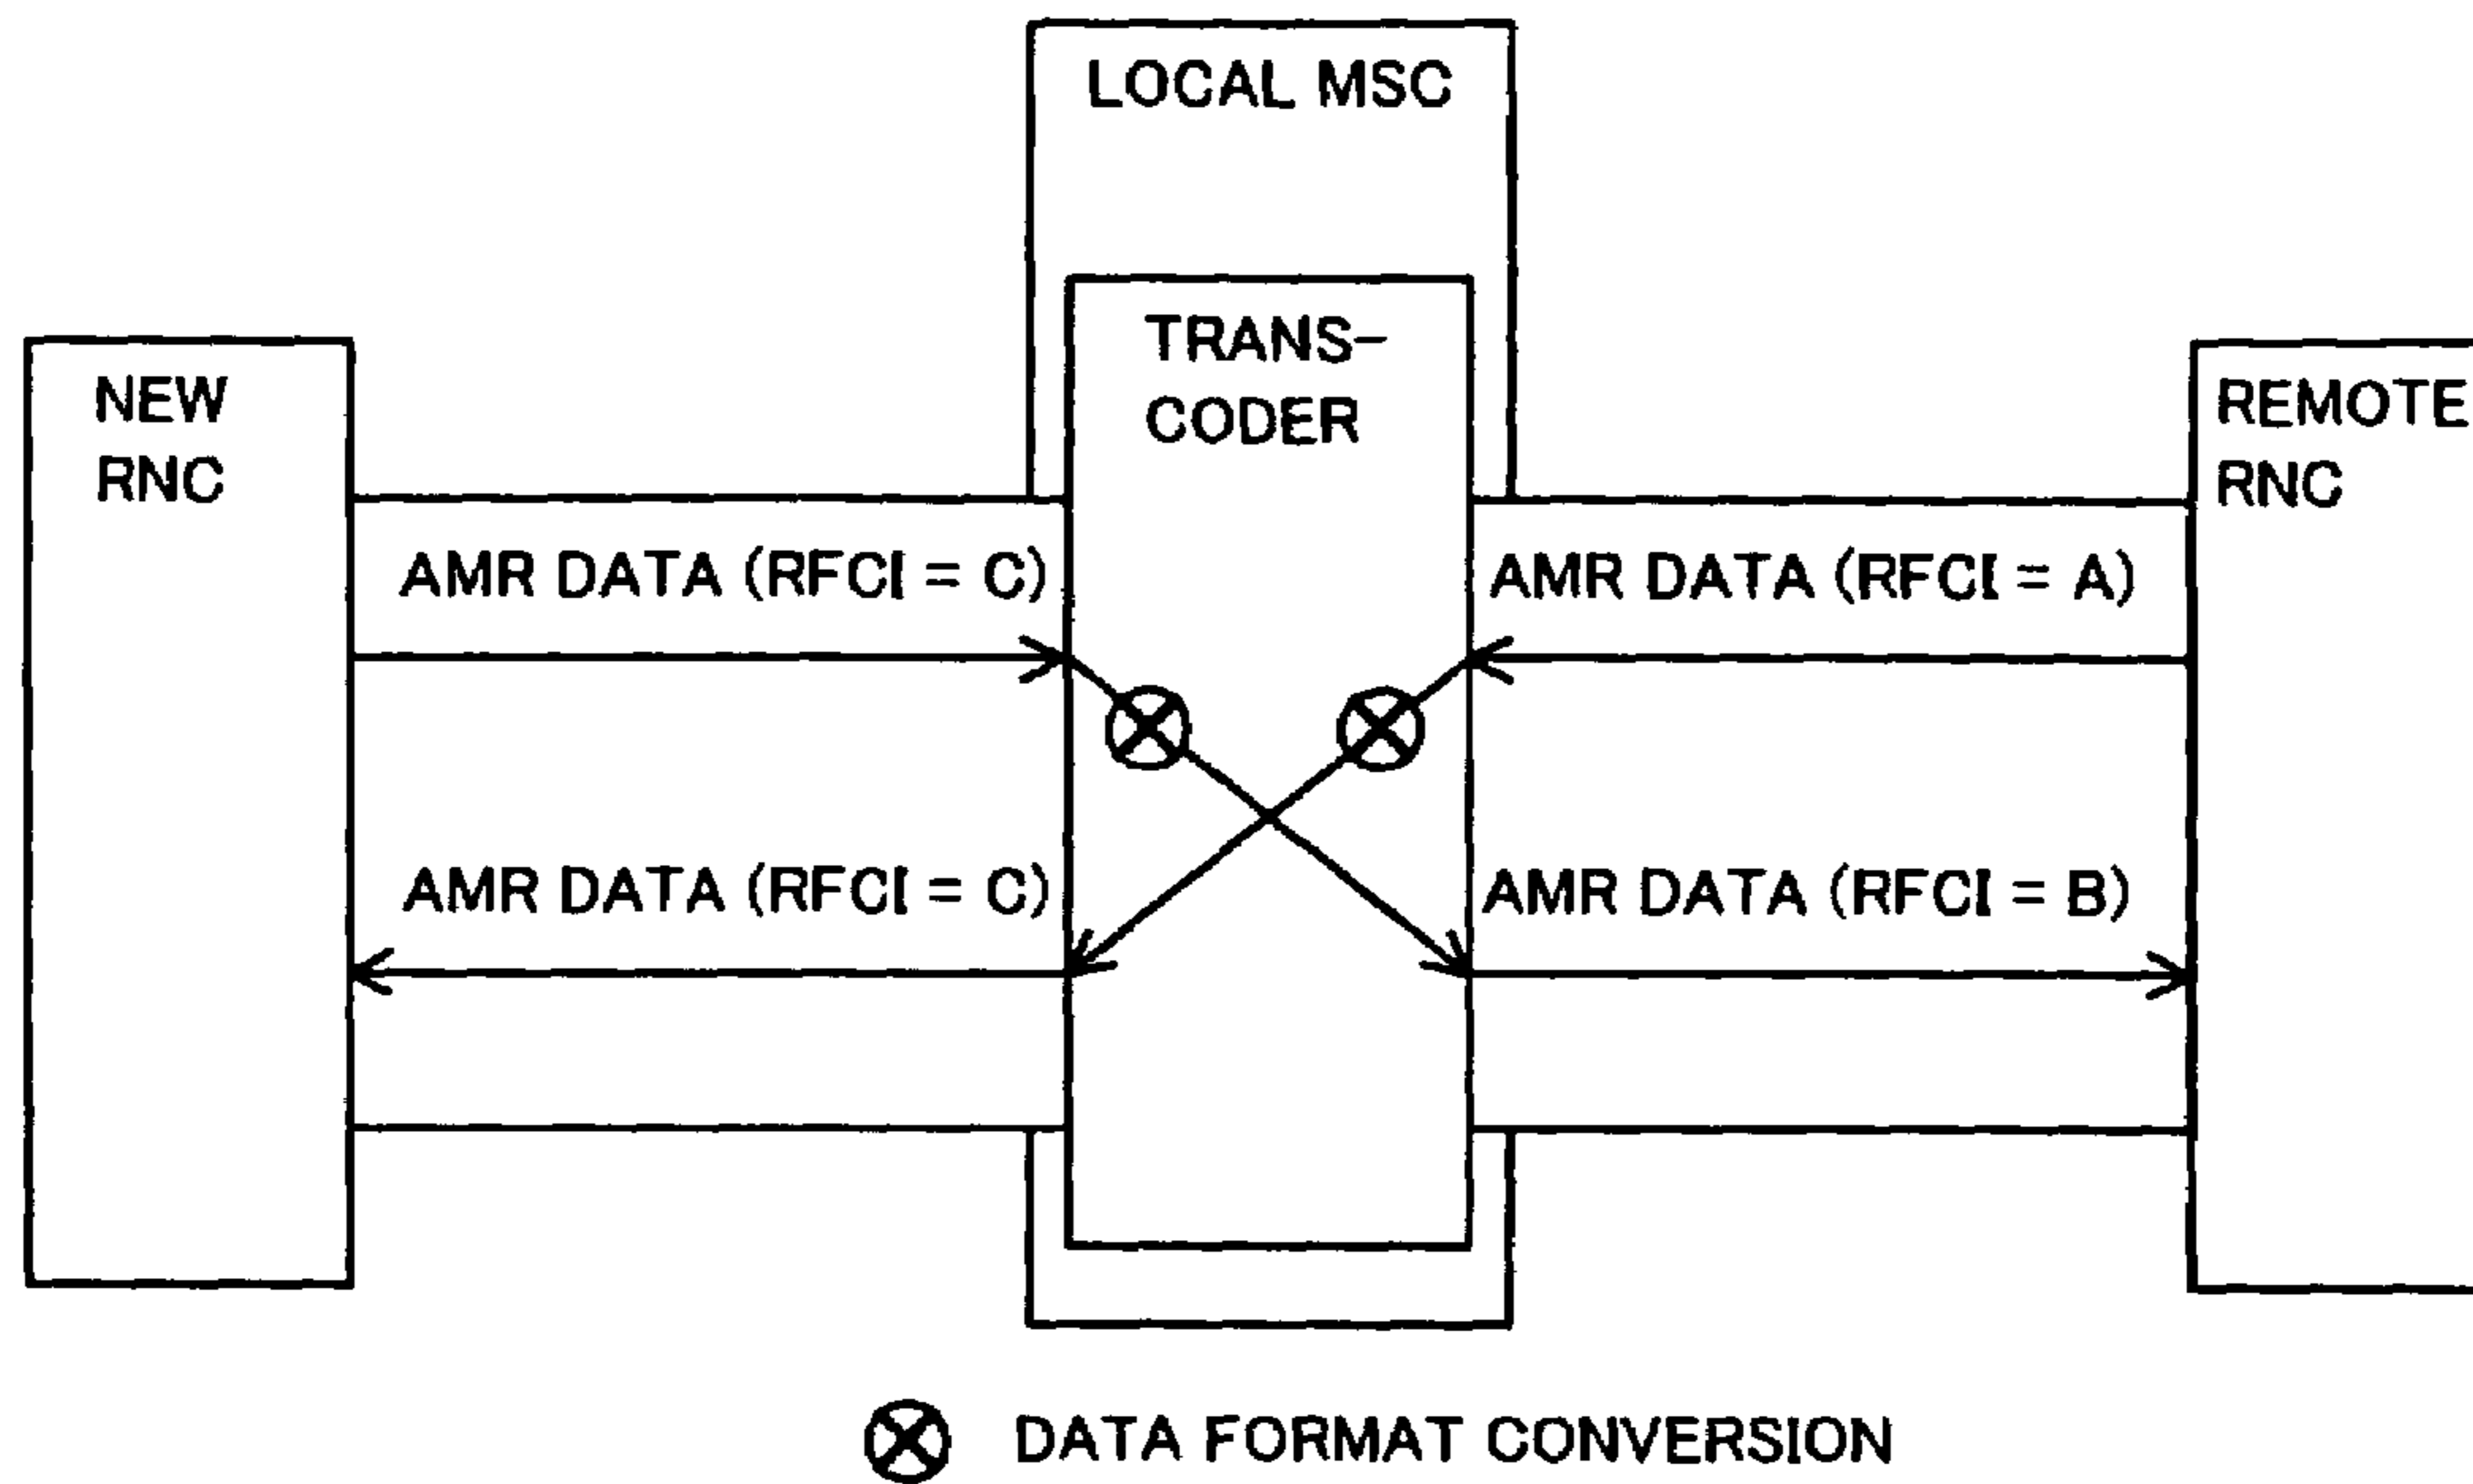 LOCAL MSC
TRANS-
CODER
NEW
RNC
REMOTE
RNC
AMR DATA (RFCI = C)
AMR DATA (RFCI = A)
AMR DATA (RFCI = C)
AMR DATA (RFCI = B)
DATA FORMAT CONVERSION